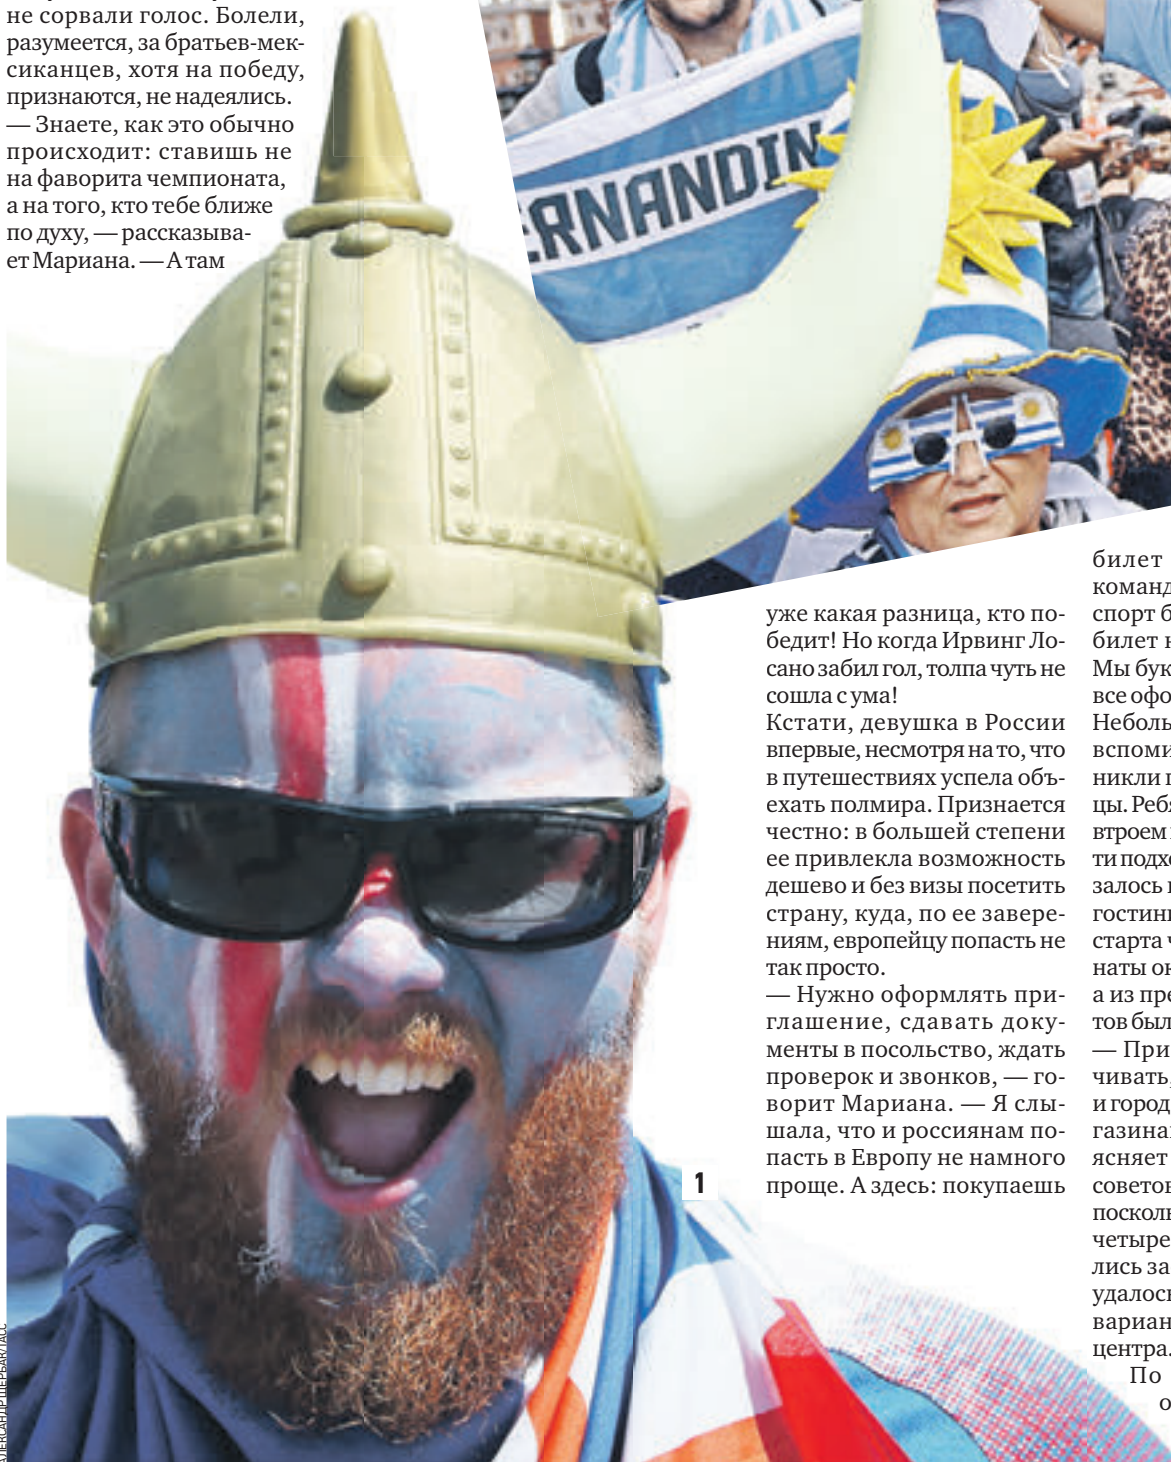 не сорвали голос. Болели,
разумеется, за братьев-мек-
сиканцев, хотя на победу,
признаются, не надеялись.
— Знаете, как это обычно
происходит: ставишь не
на фаворита чемпионата,
а на того, кто тебе ближе
по духу, — рассказыва-
ет Мариана. — А там
ERNANDIN
уже какая разница, кто по-
бедит! Но когда Ирвинг Ло-
сано забил гол, толпа чуть не
сошла с ума!
Кстати, девушка в России
впервые, несмотря на то, что
в путешествиях успела объ-
ехать полмира. Признается
честно: в большей степени
ее привлекла возможность
дешево и без визы посетить
страну, куда, по ее завере-
ниям, европейцу попасть не
так просто.
— Нужно оформлять при-
глашение, сдавать доку-
менты в посольство, ждать
проверок и звонков, — го-
ворит Мариана. — Я слы-
шала, что и россиянам по-
пасть в Европу не намного
проще. А здесь: покупаешь
1
билет
команд
спорт б
билет н
Мы бук
все офо
Неболь
вспоми
никли п
цы. Ребя
втроем
ти подхо
залось
гостини
старта ч
наты ок
а из пре
тов был
— При
чивать,
и город
газина
ясняет
советов
посколь
четыре
лись за
удалось
вариан
центра.
По
о
АЛЕКСАНДР ЩЕРБАК/ТАСС